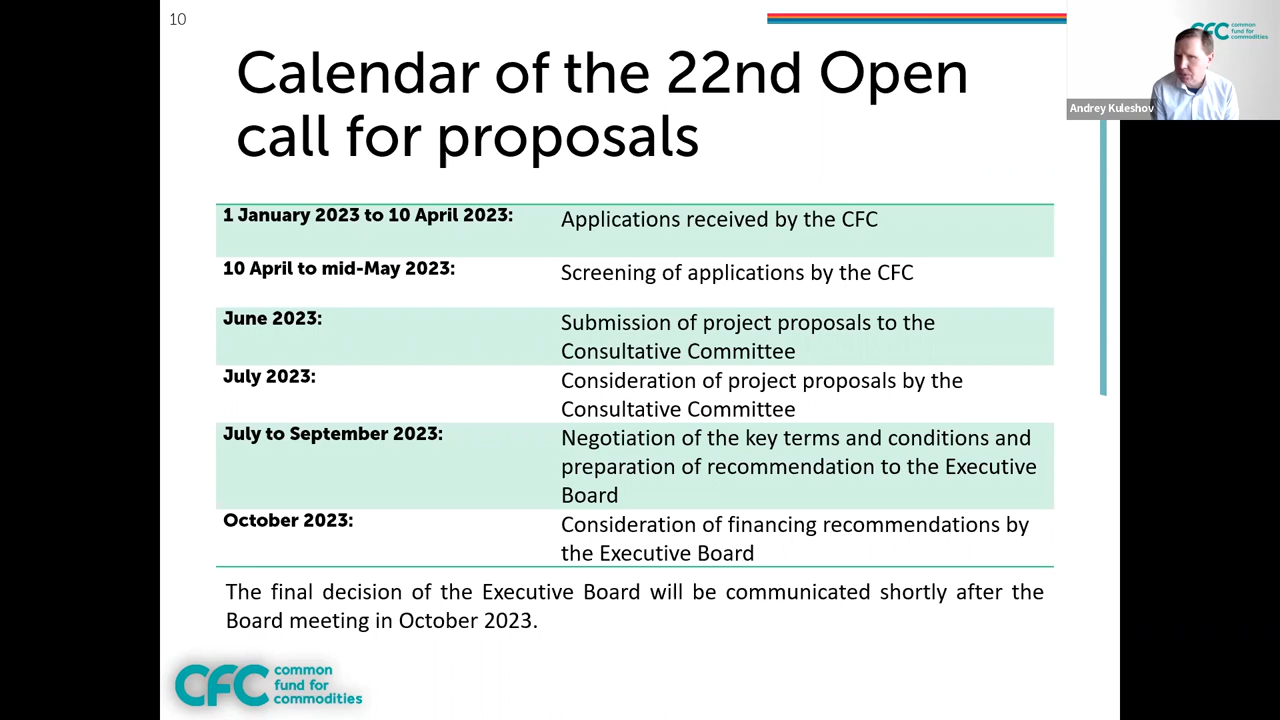 10
Calendar of the 22nd Open
call for proposals
1 January 2023 to 10 April 2023:
Applications received by the CFC
10 April to mid-May 2023:
Screening of applications by the CFC
June 2023:
Submission of project proposals to the
Consultative Committee
July 2023:
Consideration of project proposals by the
Consultative Committee
July to September 2023:
Negotiation of the key terms and conditions and
preparation of recommendation to the Executive
Board
October 2023:
Consideration of financing recommendations by
the Executive Board
The final decision of the Executive Board will be communicated shortly after the
Board meeting in October 2023.
CFC
common
fund for
commodities
CFC
common
fund for
commodities
Andrey Kuleshov